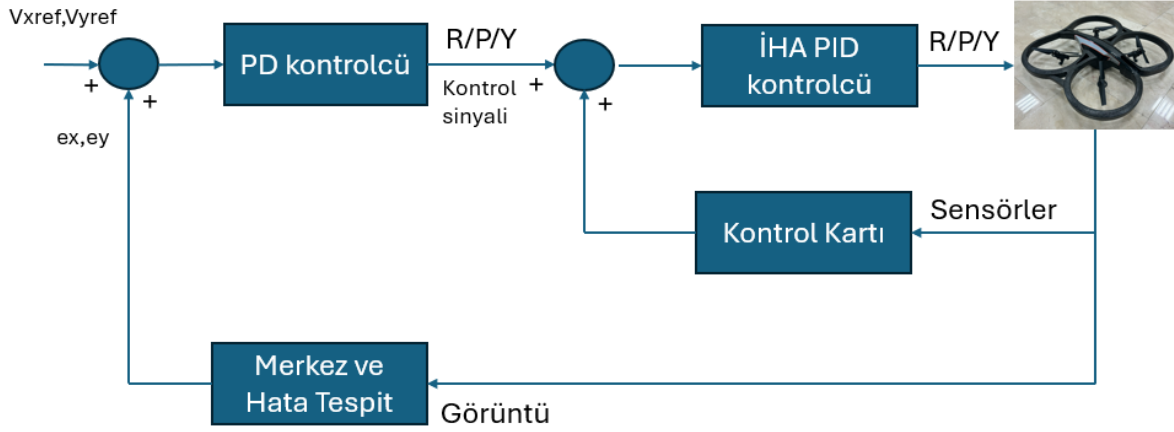 Vxref,Vyref
+
+
ex,ey
PD kontrolcü
R/P/Y
Kontrol
sinyali
+
+
İHA PID
kontrolcü
R/P/Y
Kontrol Kartı
Sensörler
Merkez ve
Hata Tespit
Görüntü